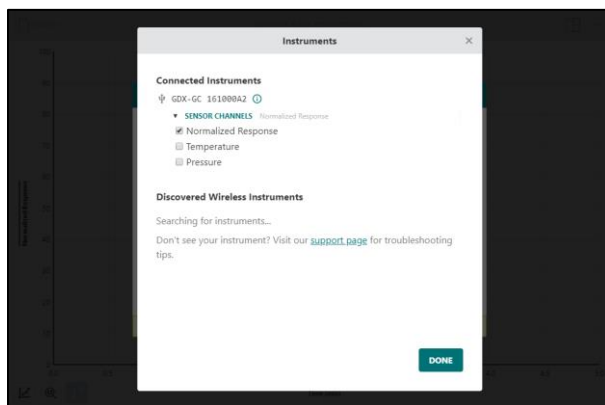 Instruments
Connected Instruments
GDX-GC 161000A2
SENSOR CHANNELS Normalized Response
Normalized Response
Temperature
Pressure
Discovered Wireless Instruments
Searching for instruments...
Don't see your instrument? Visit our support page for troubleshooting
tips.
DONE